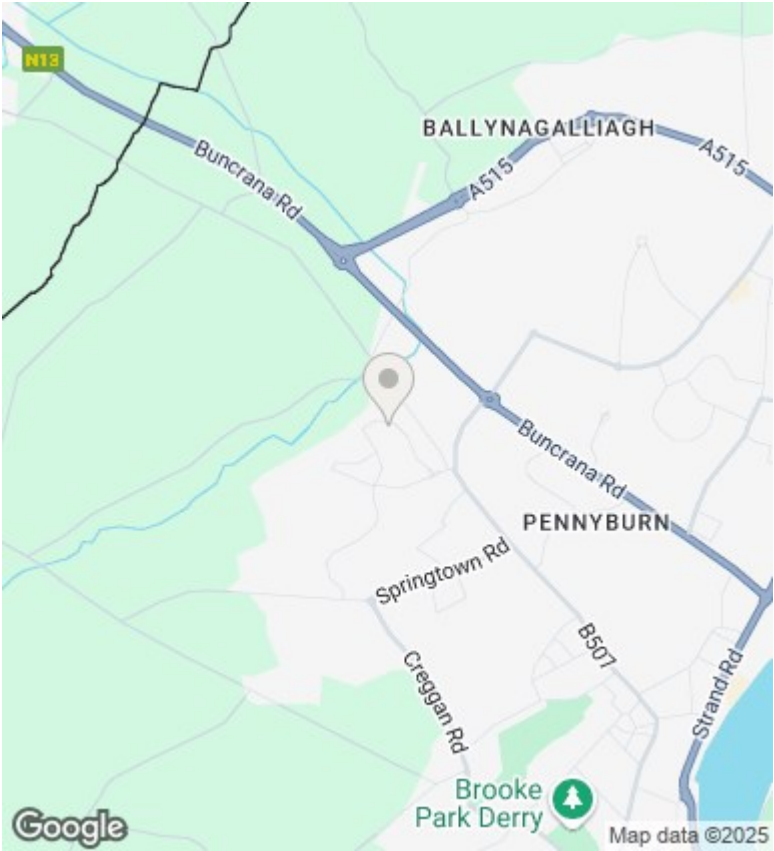 N13
BALLYNAGALLIAGH
A515
A515
Buncrana Rd
Buncrana Rd
PENNYBURN
Springtown Rd
B507
Creggan Rd
Strand Rd
Brooke
Park Derry
Google
Map data ©2025